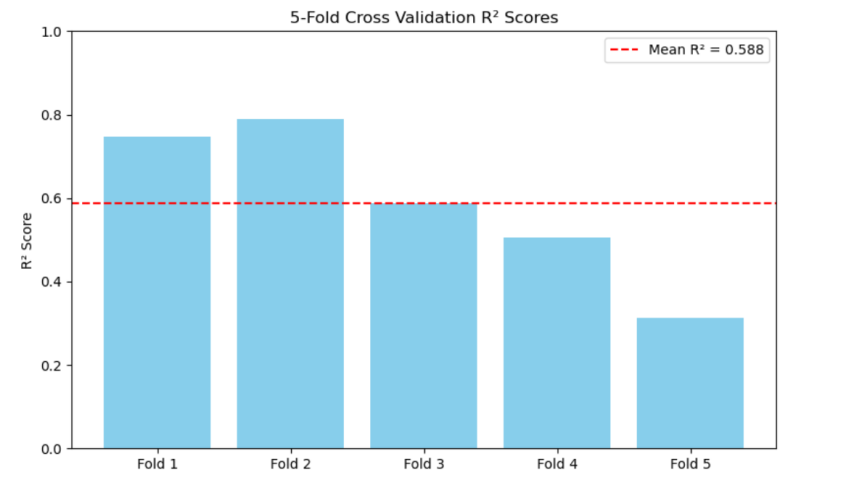 5-Fold Cross Validation R² Scores
Mean R² = 0.588
R² Score
1.0
0.8
0.6
0.4
0.2
0.0
Fold 1 Fold 2 Fold 3 Fold 4 Fold 5